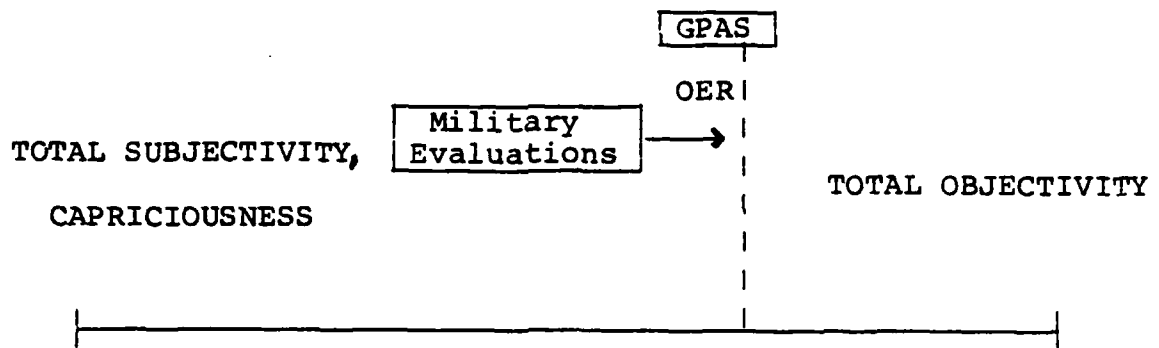 GPAS
OER
Military
Evaluations
TOTAL SUBJECTIVITY,
CAPRICIOUSNESS
TOTAL OBJECTIVITY